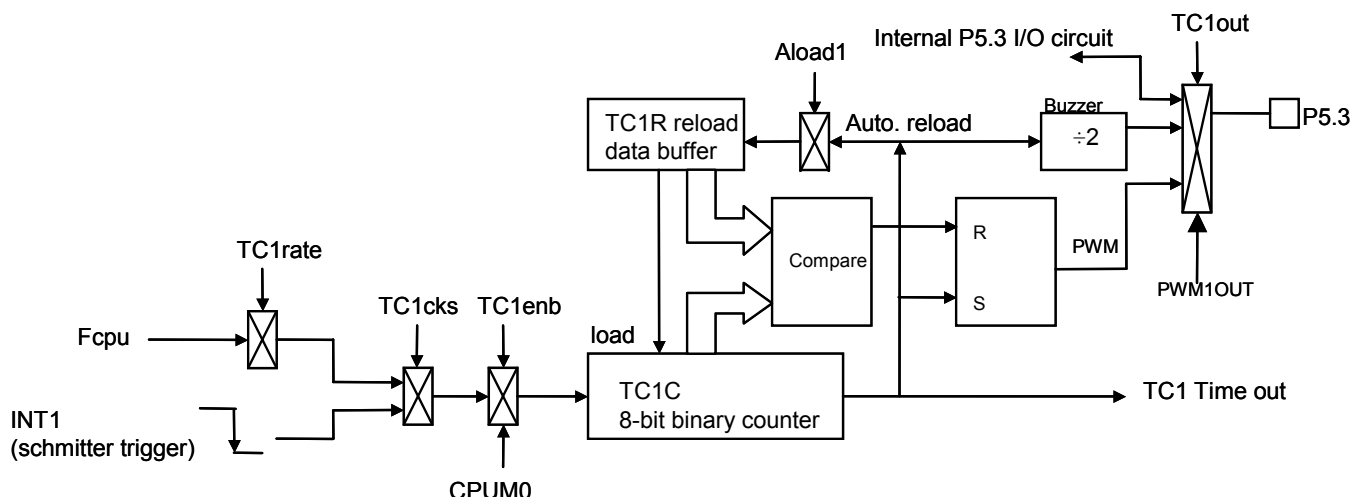 TC1out
Internal P5.3 I/O circuit
Aload1
Buzzer
TC1R reload
data buffer
Auto. reload
÷2
P5.3
TC1rate
R
PWM
Compare
PWM1OUT
S
TC1cks
TC1enb
Fcpu
load
TC1C
8-bit binary counter
TC1 Time out
INT1
(schmitter trigger)
CPUM0